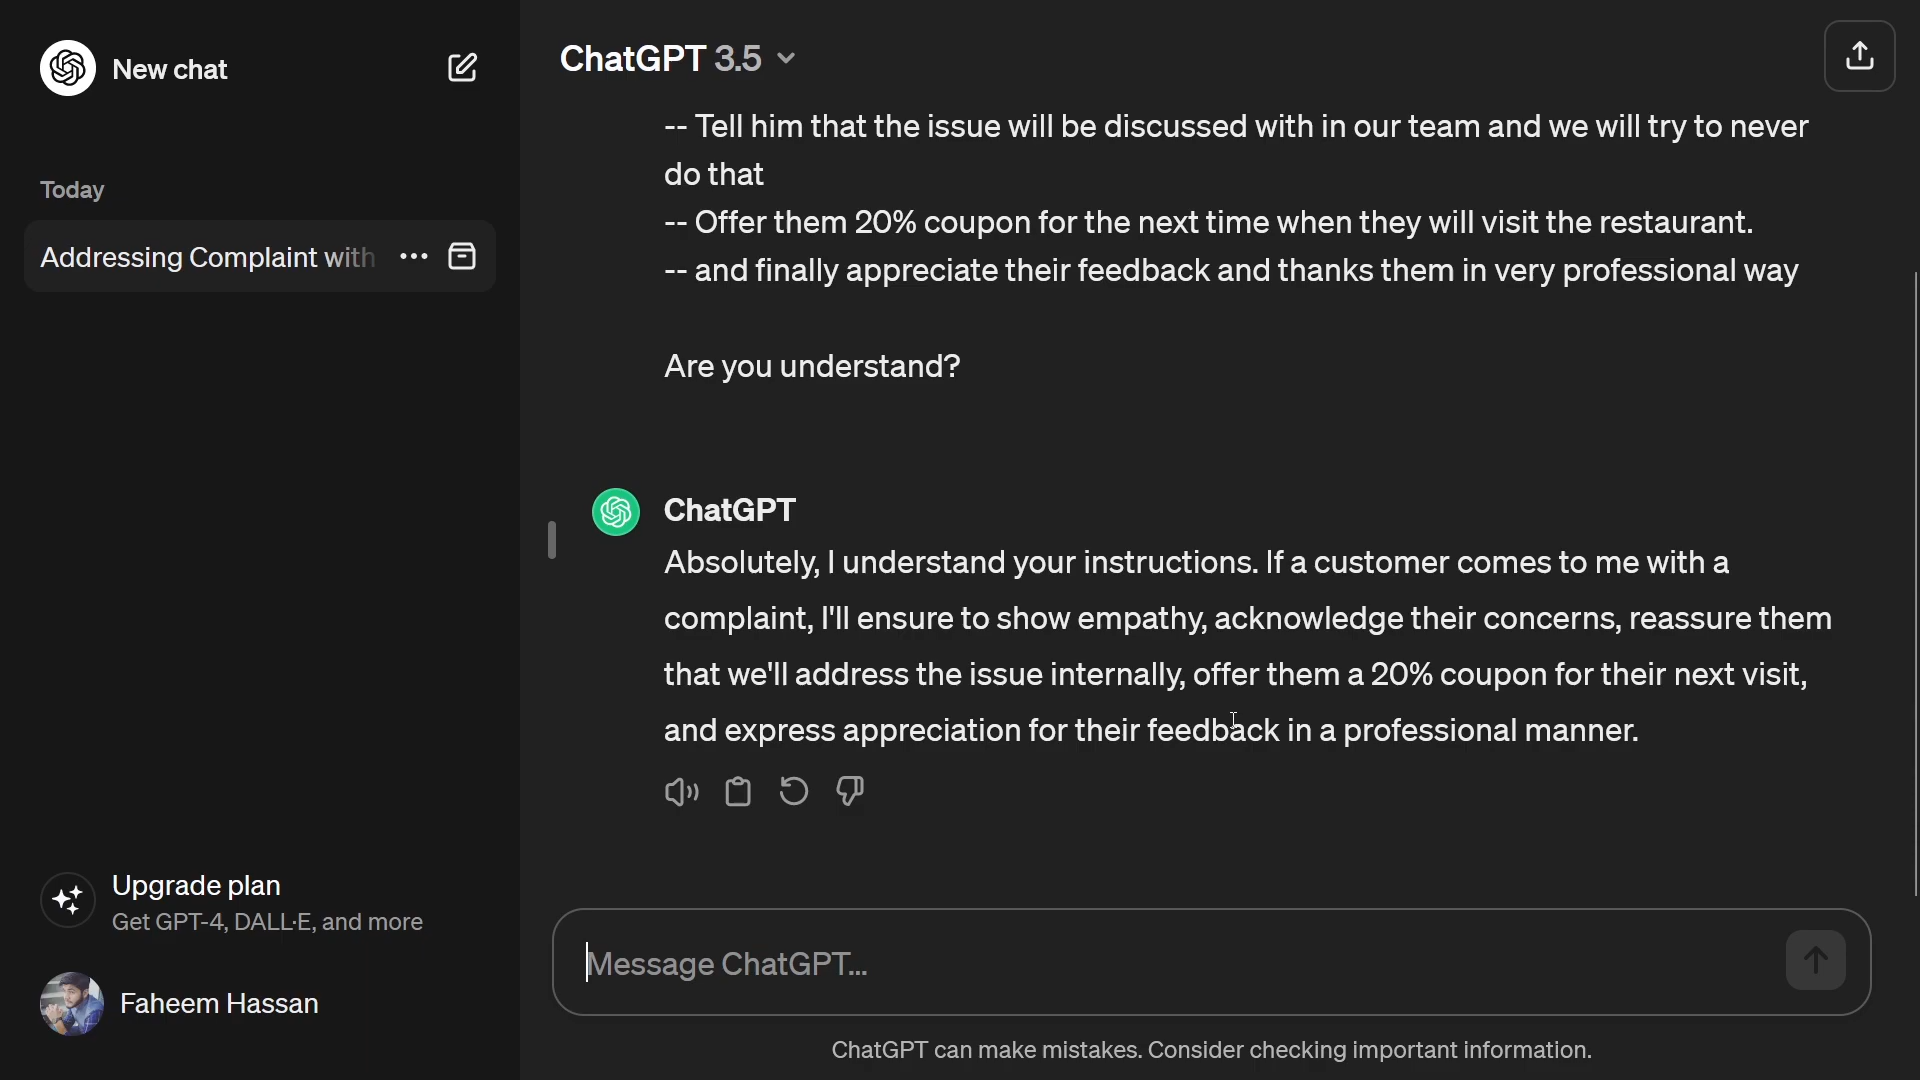 New chat
Today
Addressing Complaint with
Upgrade plan
Get GPT-4, DALL·E, and more
Faheem Hassan
ChatGPT 3.5
-- Tell him that the issue will be discussed with in our team and we will try to never
do that
-- Offer them 20% coupon for the next time when they will visit the restaurant.
-- and finally appreciate their feedback and thanks them in very professional way
Are you understand?
ChatGPT
Absolutely, I understand your instructions. If a customer comes to me with a
complaint, I'll ensure to show empathy, acknowledge their concerns, reassure them
that we'll address the issue internally, offer them a 20% coupon for their next visit,
and express appreciation for their feedback in a professional manner.
Message ChatGPT...
ChatGPT can make mistakes. Consider checking important information.